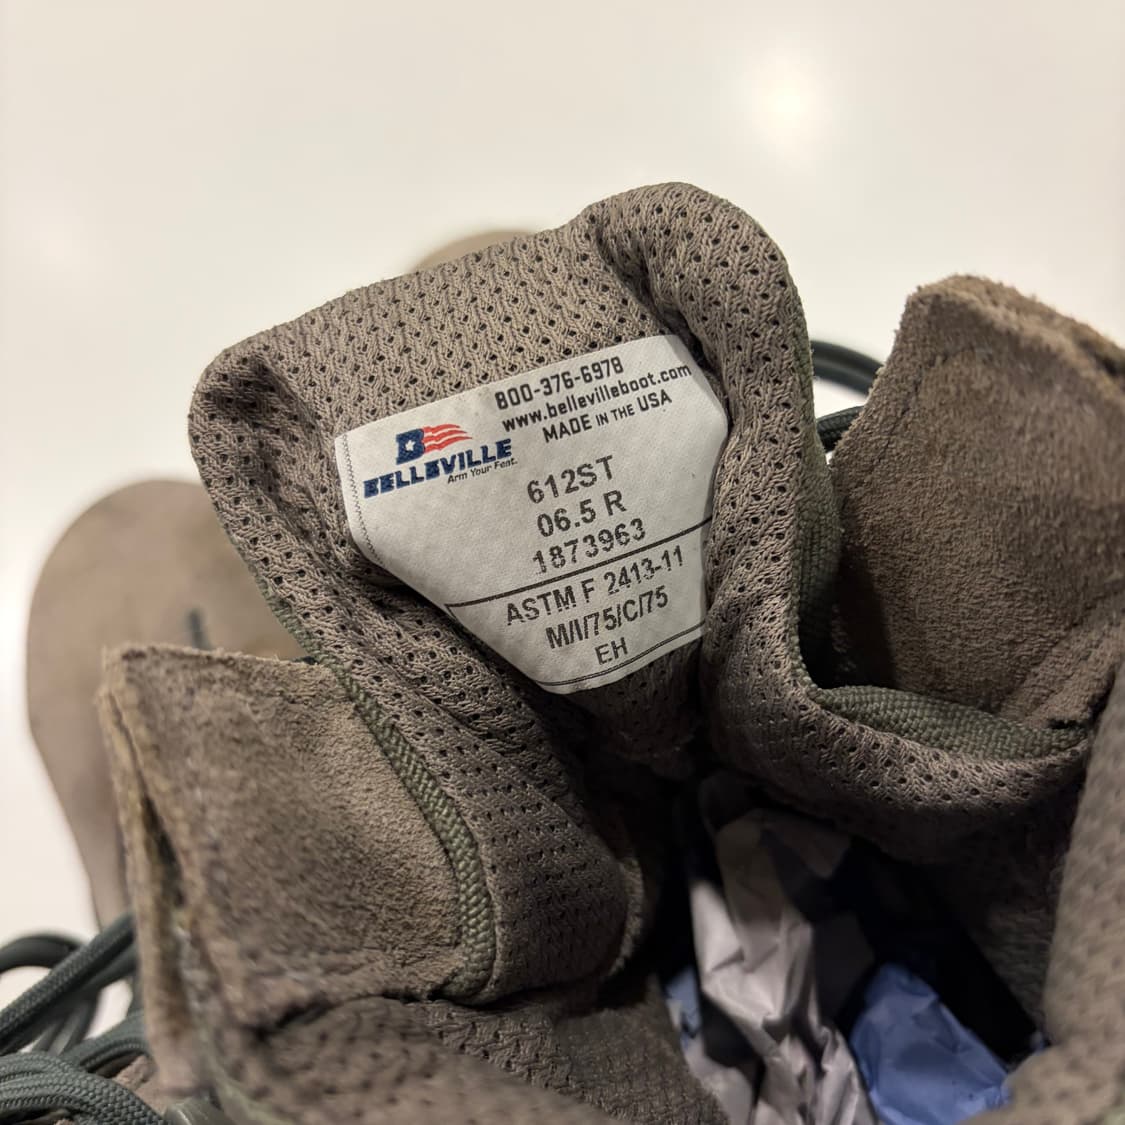 800-376-6978
www.bellevilleboot.com
MADE IN THE USA
B
BELLEVILLE
Arm Your Feet.
612ST
06.5 R
1873963
ASTM F 2413-11
M/I/75/C/75
EH